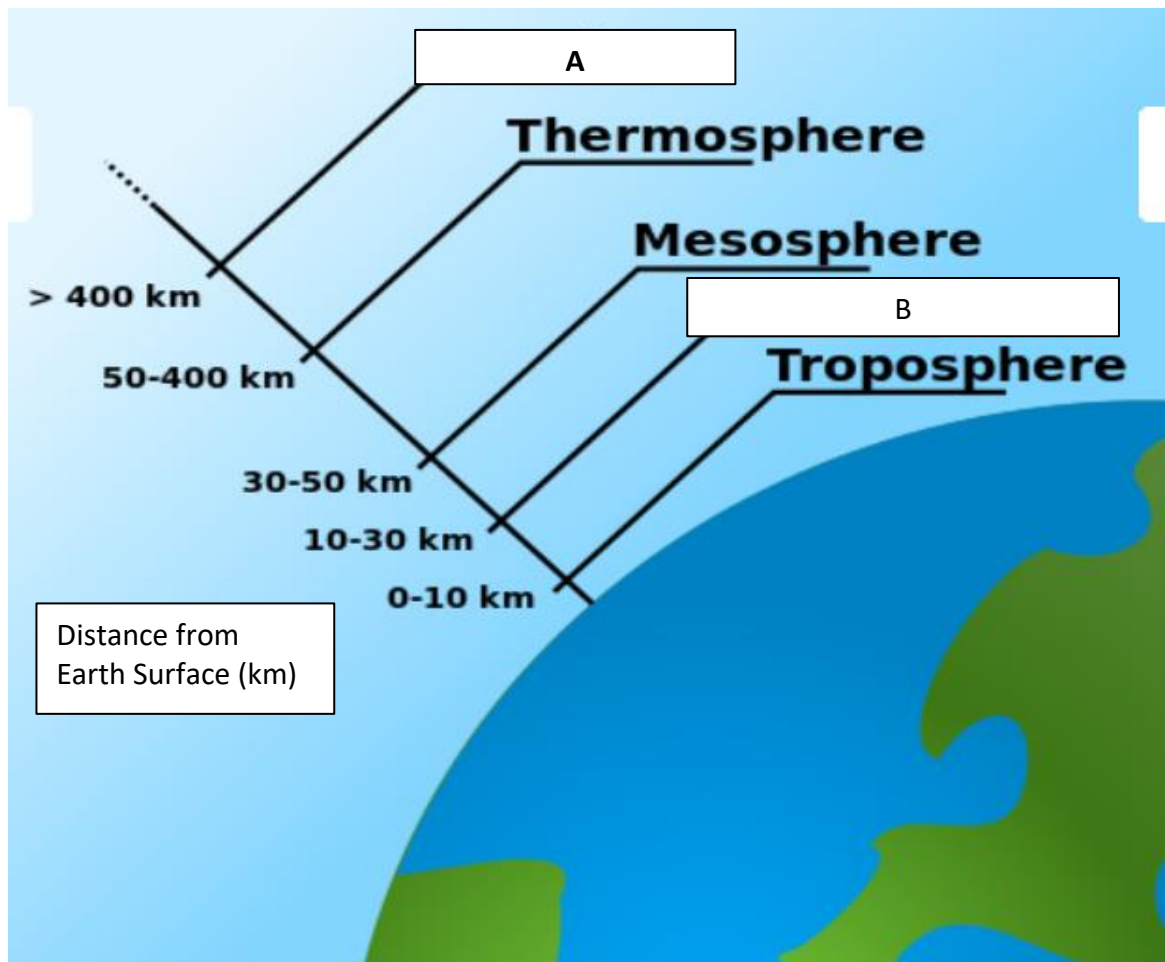 A
Thermosphere
Mesosphere
> 400 km
B
Troposphere
50-400 km
30-50 km
10-30 km
0-10 km
Distance from
Earth Surface (km)